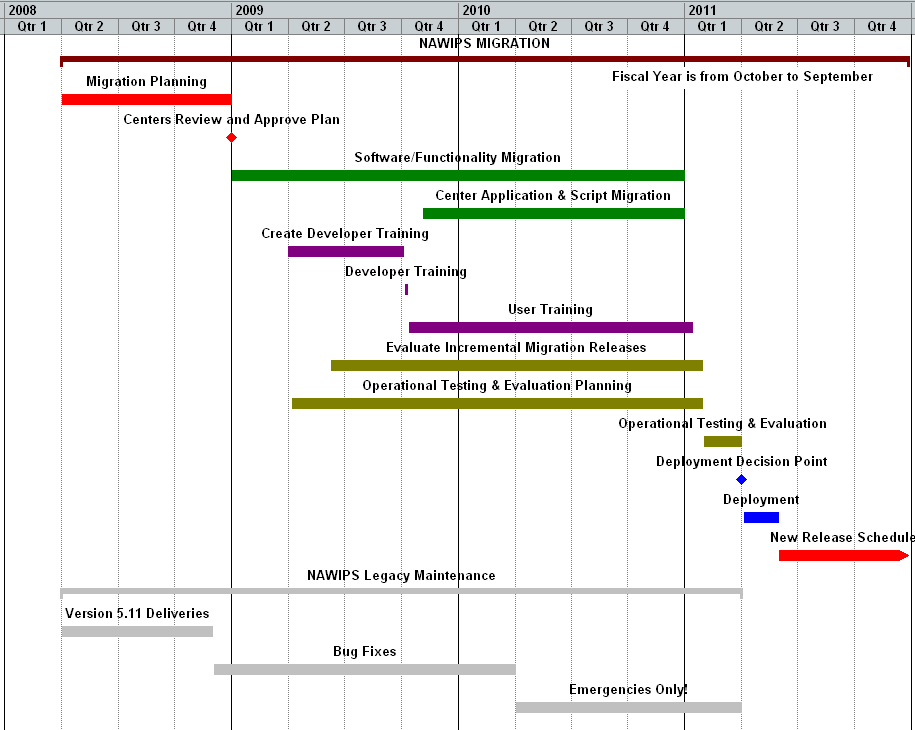 2008 2009 2010 2011
Qtr 1 Qtr 2 Qtr 3 Qtr 4 Qtr 1 Qtr 2 Qtr 3 Qtr 4 Qtr 1 Qtr 2 Qtr 3 Qtr 4 Qtr 1 Qtr 2 Qtr 3 Qtr 4
NAWIPS MIGRATION
Fiscal Year is from October to September
Migration Planning
Centers Review and Approve Plan
Software/Functionality Migration
Center Application & Script Migration
Create Developer Training
Developer Training
User Training
Evaluate Incremental Migration Releases
Operational Testing & Evaluation Planning
Operational Testing & Evaluation
Deployment Decision Point
Deployment
New Release Schedule
NAWIPS Legacy Maintenance
Version 5.11 Deliveries
Bug Fixes
Emergencies Only!